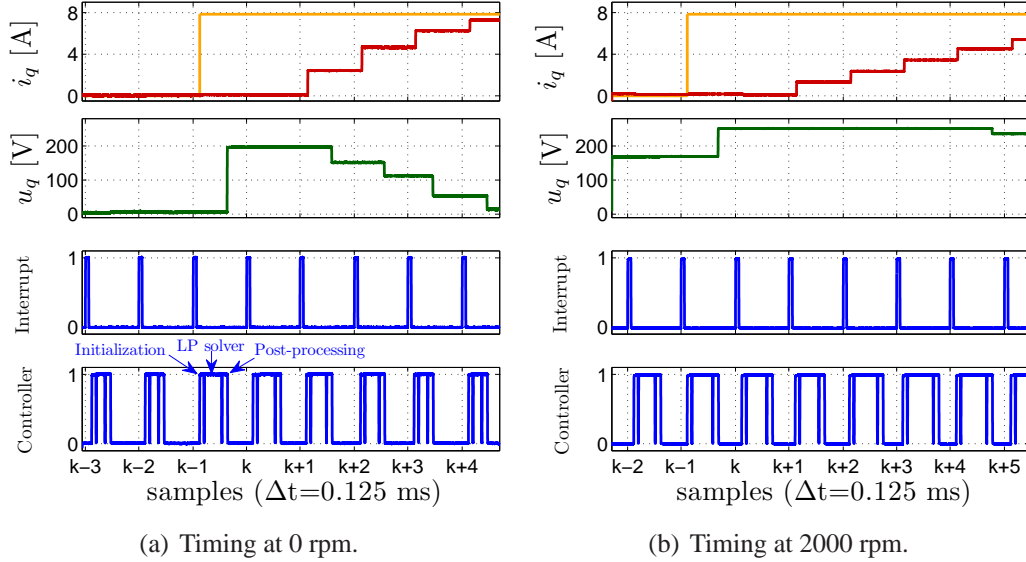 8
4
0
i_q [A]
200
100
0
u_q [V]
1
0
Interrupt
Initialization
LP solver
Post-processing
1
0
Controller
k−3 k−2 k−1 k k+1 k+2 k+3 k+4
samples (Δt=0.125 ms)
(a) Timing at 0 rpm.
8
4
0
i_q [A]
200
100
0
u_q [V]
1
0
Interrupt
1
0
Controller
k−2 k−1 k k+1 k+2 k+3 k+4 k+5
samples (Δt=0.125 ms)
(b) Timing at 2000 rpm.